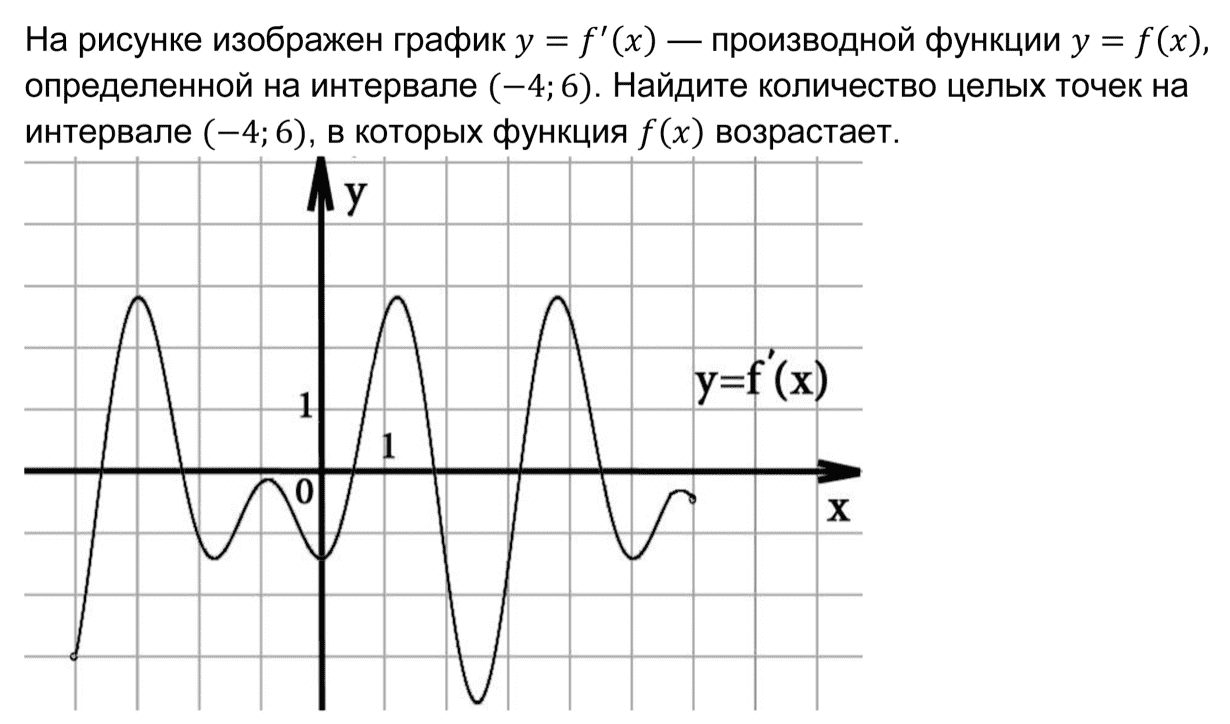 На рисунке изображен график y = f′(x) — производной функции y = f(x),
определенной на интервале (−4; 6). Найдите количество целых точек на
интервале (−4; 6), в которых функция f(x) возрастает.
y
y=f'(x)
1
1
0
x